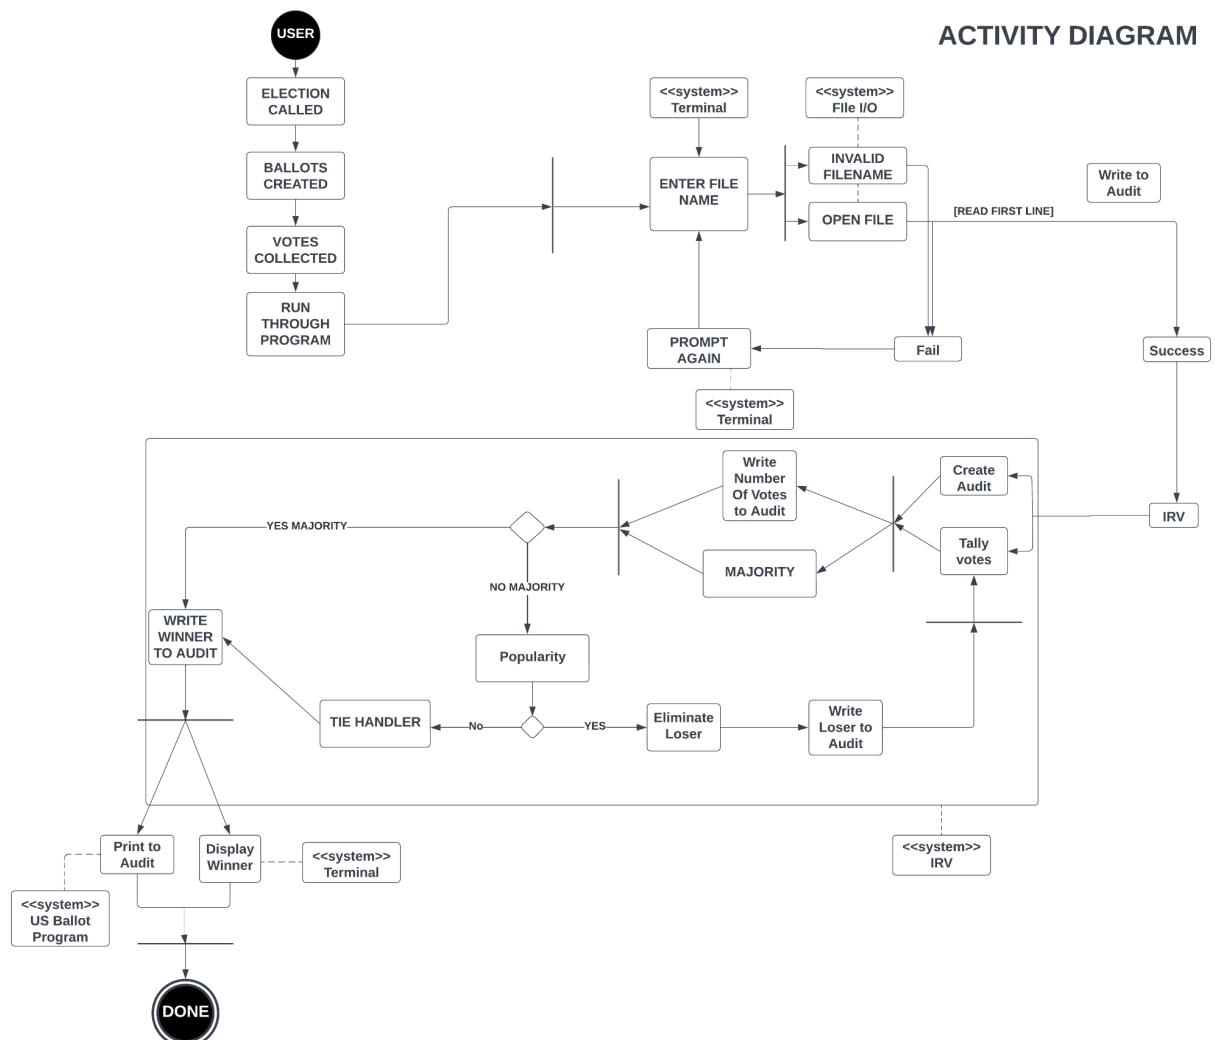 USER
ACTIVITY DIAGRAM
ELECTION
CALLED
<<system>>
Terminal
<<system>>
FIle I/O
BALLOTS
CREATED
ENTER FILE
NAME
INVALID
FILENAME
Write to
Audit
OPEN FILE
[READ FIRST LINE]
VOTES
COLLECTED
RUN
THROUGH
PROGRAM
PROMPT
AGAIN
Fail
Success
<<system>>
Terminal
Write
Number
Of Votes
to Audit
Create
Audit
IRV
YES MAJORITY
Tally
votes
MAJORITY
NO MAJORITY
WRITE
WINNER
TO AUDIT
Popularity
TIE HANDLER
No
YES
Eliminate
Loser
Write
Loser to
Audit
Print to
Audit
Display
Winner
<<system>>
Terminal
<<system>>
IRV
<<system>>
US Ballot
Program
DONE